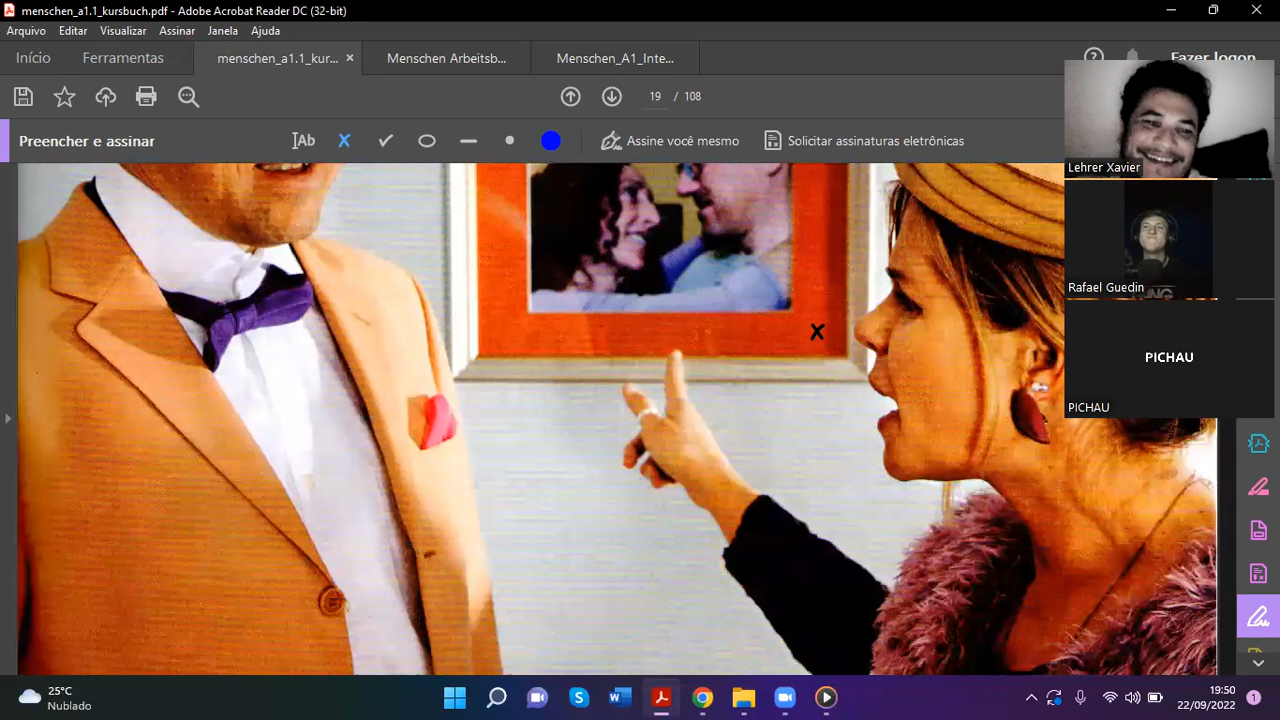 menschen_a1.1_kursbuch.pdf - Adobe Acrobat Reader DC (32-bit)
Arquivo Editar Visualizar Assinar Janela Ajuda
Início Ferramentas menschen_a1.1_kur... × Menschen Arbeitsb... Menschen_A1_Inte... Fazer logon
19 / 108
Preencher e assinar Ab Assine você mesmo Solicitar assinaturas eletrônicas
Lehrer Xavier
Rafael Guedin
PICHAU
PICHAU
25°C
Nublado
19:50
22/09/2022
1